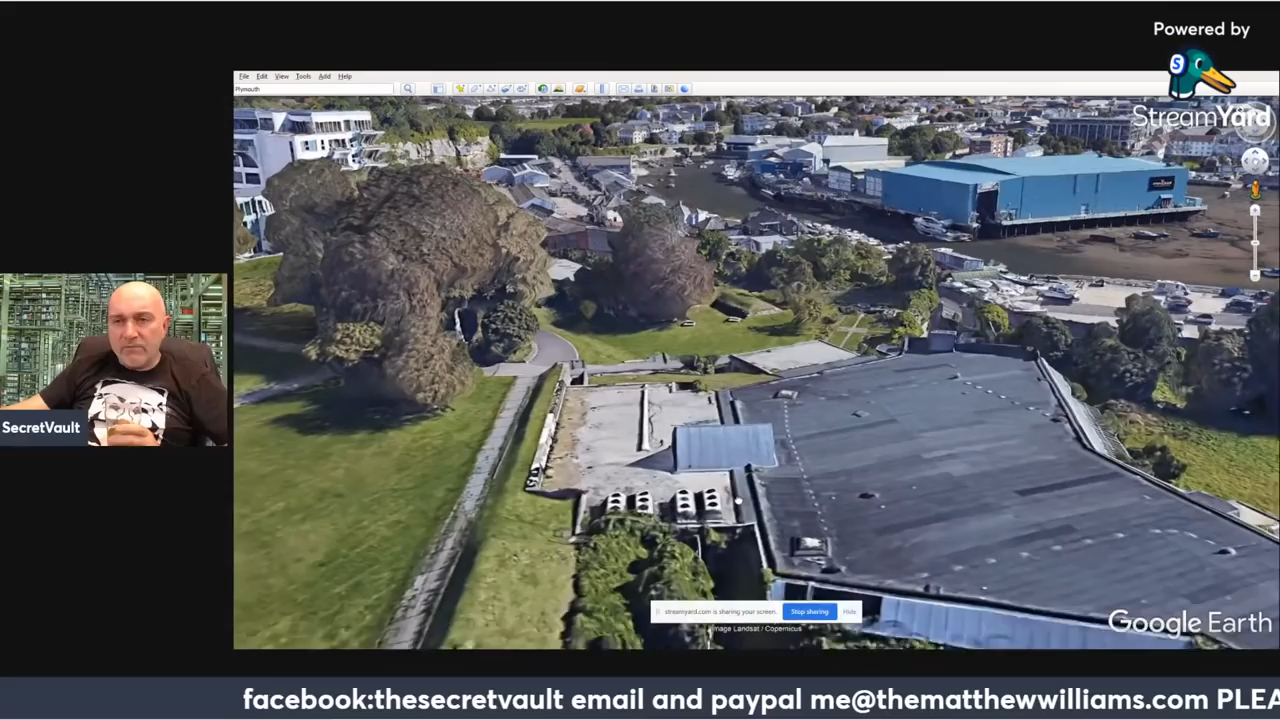 Powered by
StreamYard
File Edit View Tools Add Help
Plymouth
SecretVault
streamyard.com is sharing your screen. Stop sharing Hide
Image Landsat / Copernicus
Google Earth
facebook:thesecretvault email and paypal me@themattthewwilliams.com PLEA